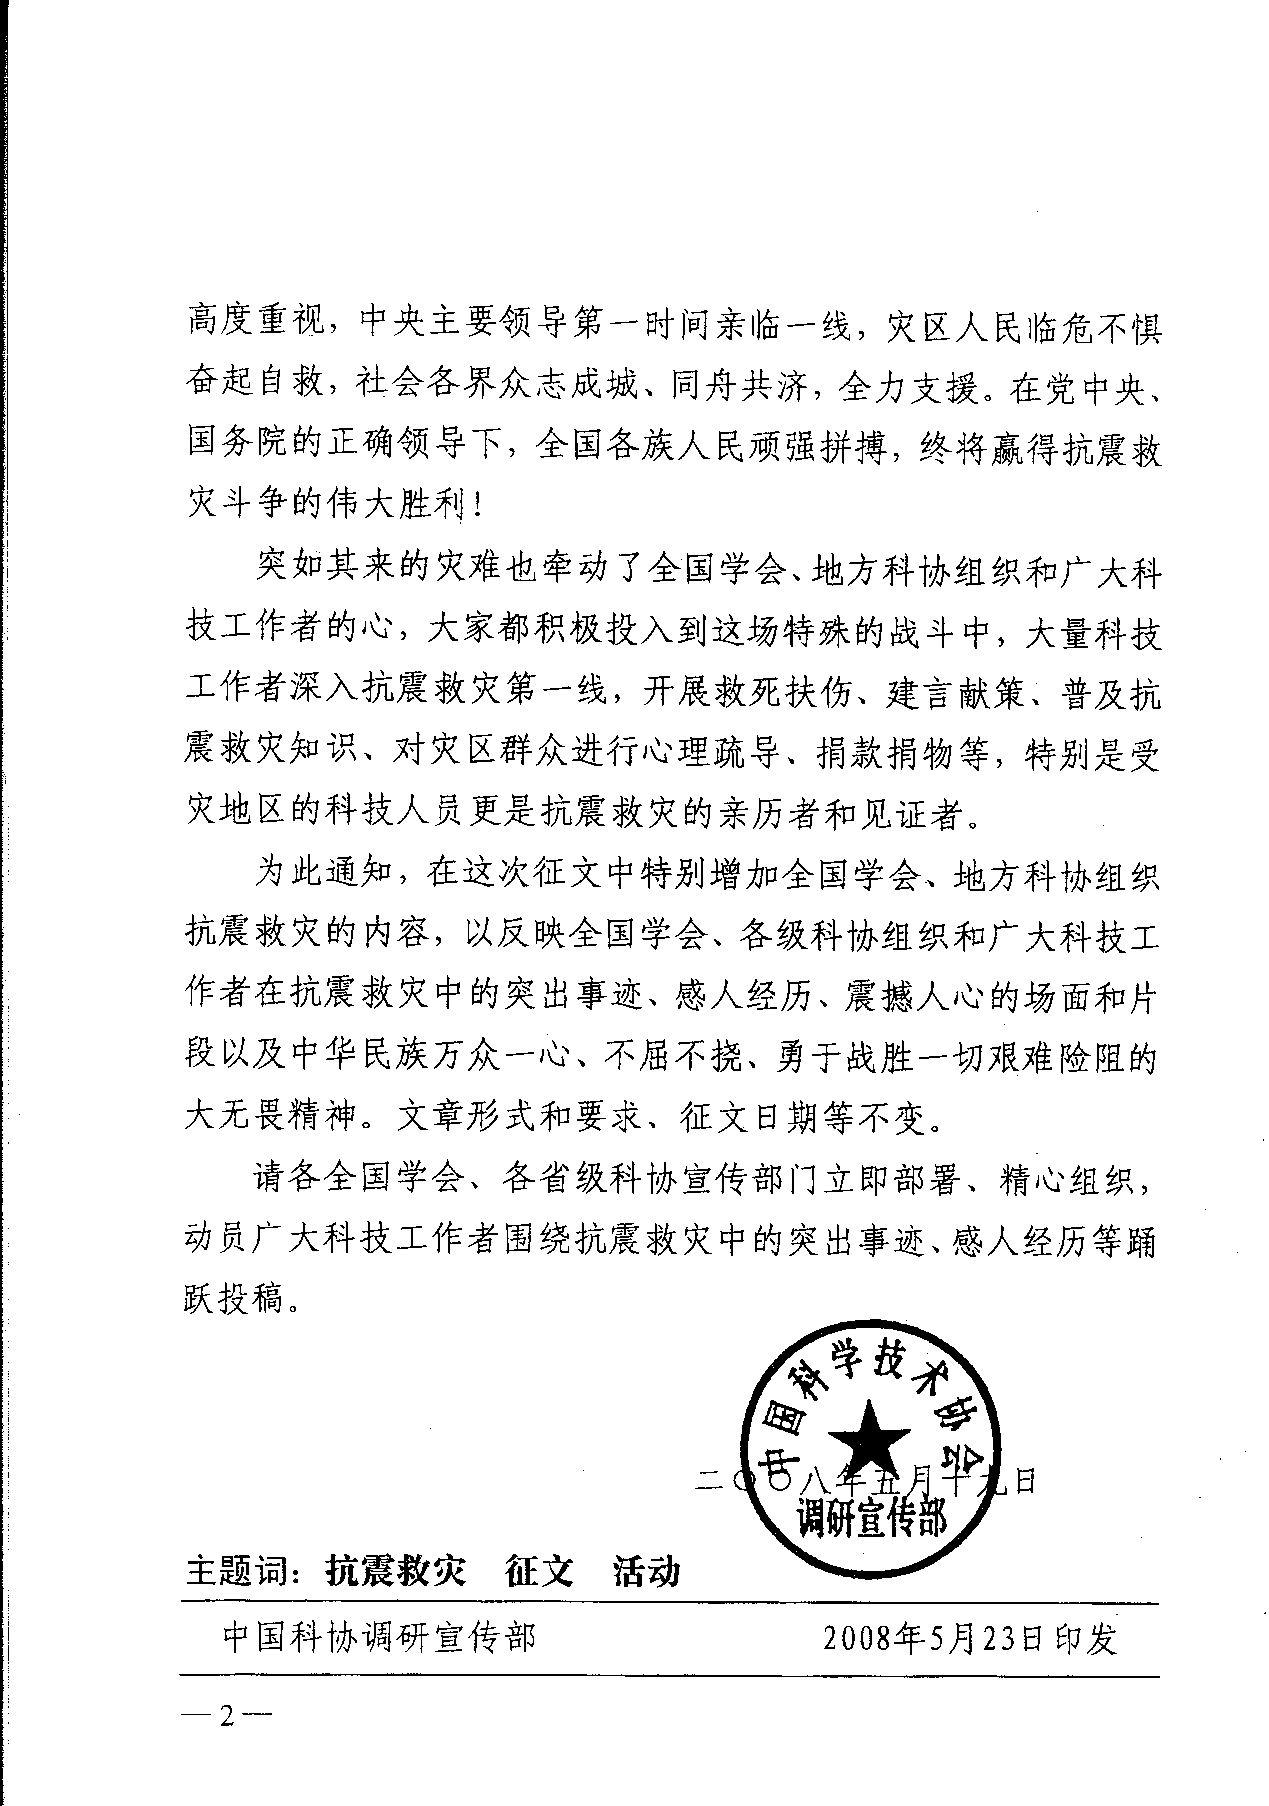 高度重视，中央主要领导第一时间亲临一线，灾区人民临危不惧
奋起自救，社会各界众志成城、同舟共济，全力支援。在党中央、
国务院的正确领导下，全国各族人民顽强拼搏，终将赢得抗震救
灾斗争的伟大胜利！
突如其来的灾难也牵动了全国学会、地方科协组织和广大科
技工作者的心，大家都积极投入到这场特殊的战斗中，大量科技
工作者深入抗震救灾第一线，开展救死扶伤、建言献策、普及抗
震救灾知识、对灾区群众进行心理疏导、捐款捐物等，特别是受
灾地区的科技人员更是抗震救灾的亲历者和见证者。
为此通知，在这次征文中特别增加全国学会、地方科协组织
抗震救灾的内容，以反映全国学会、各级科协组织和广大科技工
作者在抗震救灾中的突出事迹、感人经历、震撼人心的场面和片
段以及中华民族万众一心、不屈不挠、勇于战胜一切艰难险阻的
大无畏精神。文章形式和要求、征文日期等不变。
请各全国学会、各省级科协宣传部门立即部署、精心组织，
动员广大科技工作者围绕抗震救灾中的突出事迹、感人经历等踊
跃投稿。
中国科学技术协会
二〇〇八年五月十九日
调研宣传部
主题词：抗震救灾　征文　活动
中国科协调研宣传部　2008年5月23日印发
—2—